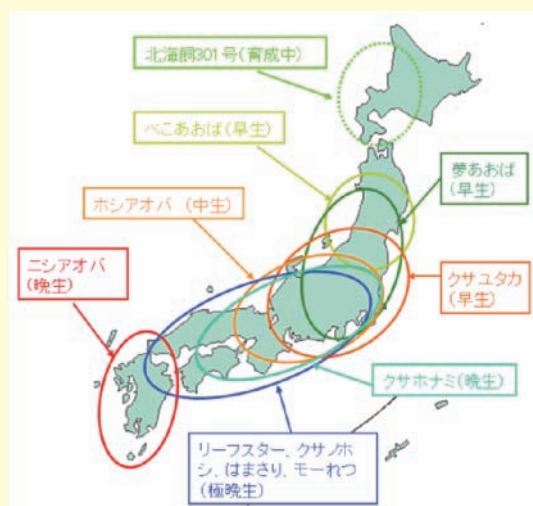 北海飼301号(育成中)
べこあおば(早生)
夢あおば
(早生)
ホシアオバ (中生)
ニシアオバ
(晩生)
クサユタカ
(早生)
クサホナミ(晩生)
リーフスター、クサノホ
シ、はまさり、モーれつ
(極晩生)